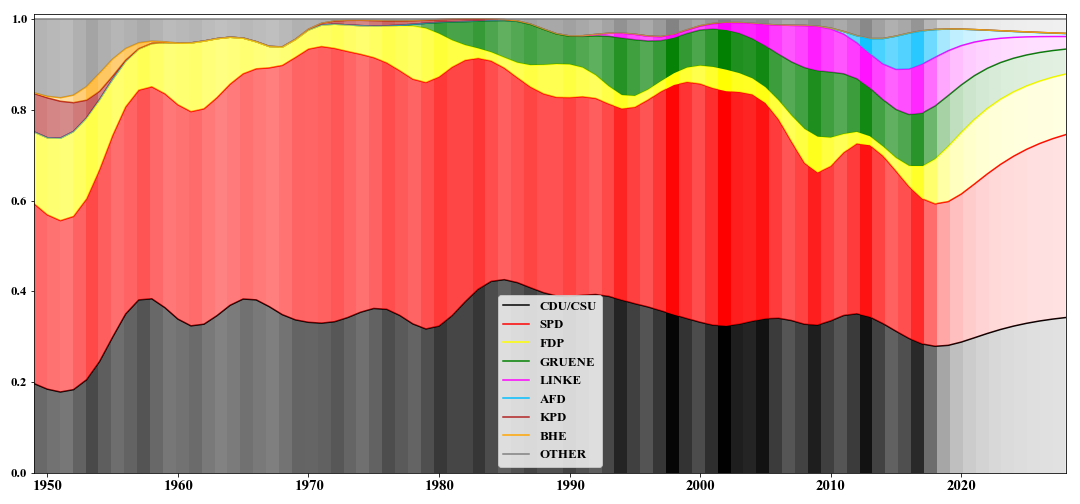 1.0
0.8
0.6
0.4
0.2
0.0
CDU/CSU
SPD
FDP
GRUENE
LINKE
AFD
KPD
BHE
OTHER
1950 1960 1970 1980 1990 2000 2010 2020